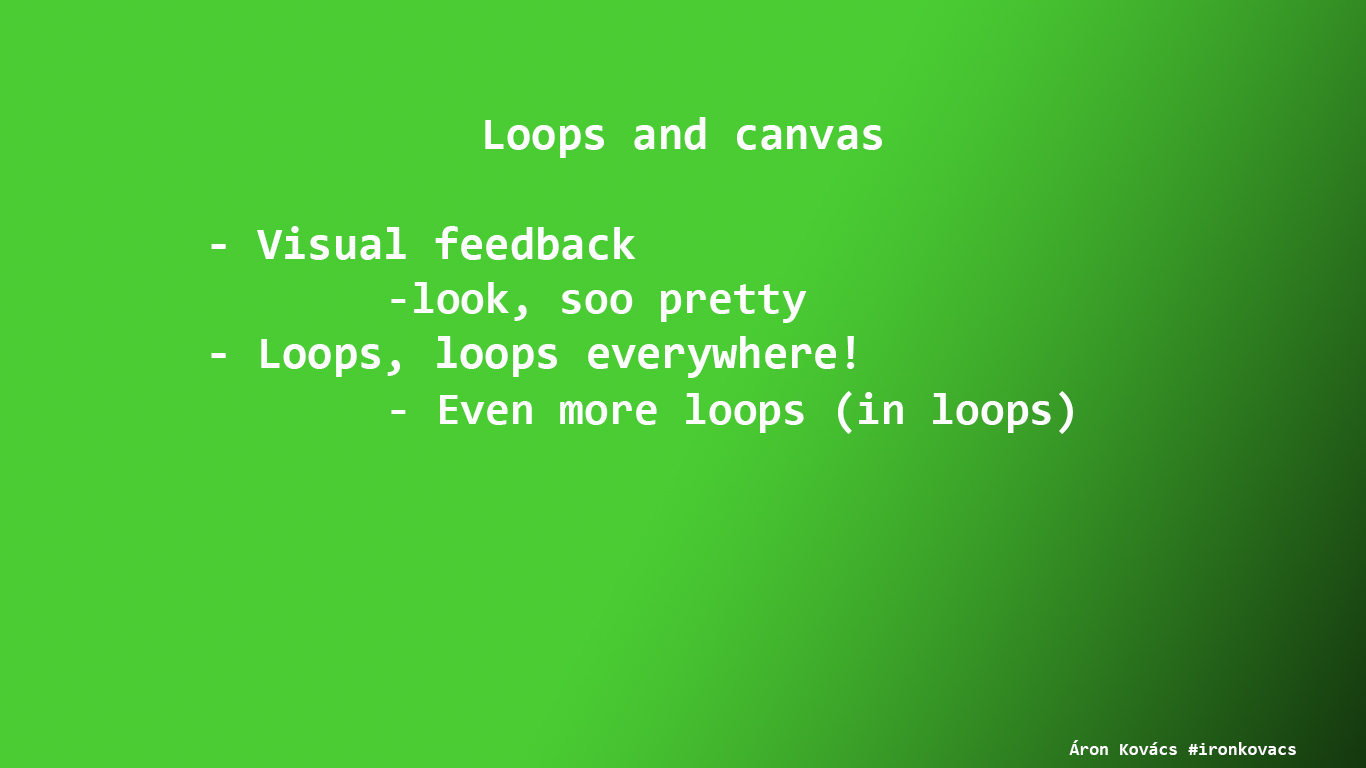 Loops and canvas
- Visual feedback
-look, soo pretty
- Loops, loops everywhere!
- Even more loops (in loops)
Áron Kovács #ironkovacs